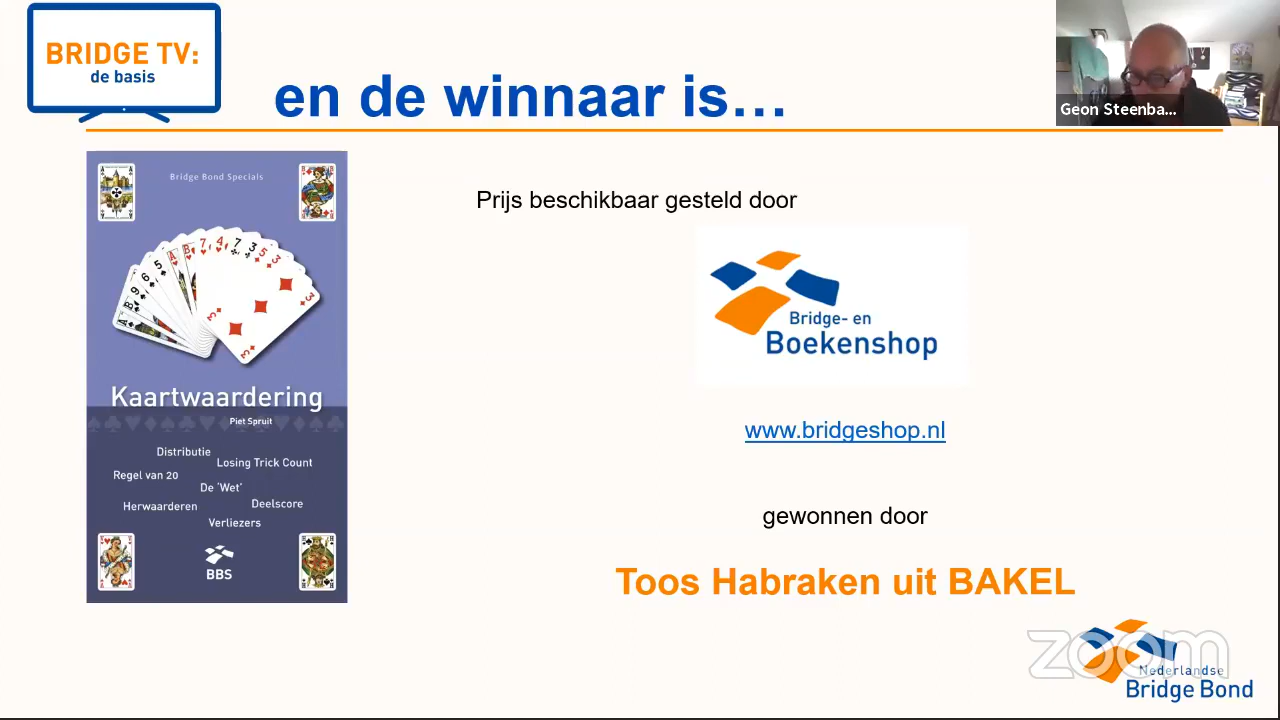 BRIDGE TV:
de basis
en de winnaar is…
Geon Steenba...
Bridge Bond Specials
Kaartwaardering
Piet Spruit
Distributie
Losing Trick Count
Regel van 20
De 'Wet'
Herwaarderen
Deelscore
Verliezers
BBS
Prijs beschikbaar gesteld door
Bridge- en
Boekenshop
www.bridgeshop.nl
gewonnen door
Toos Habraken uit BAKEL
zoom
Nederlandse
Bridge Bond